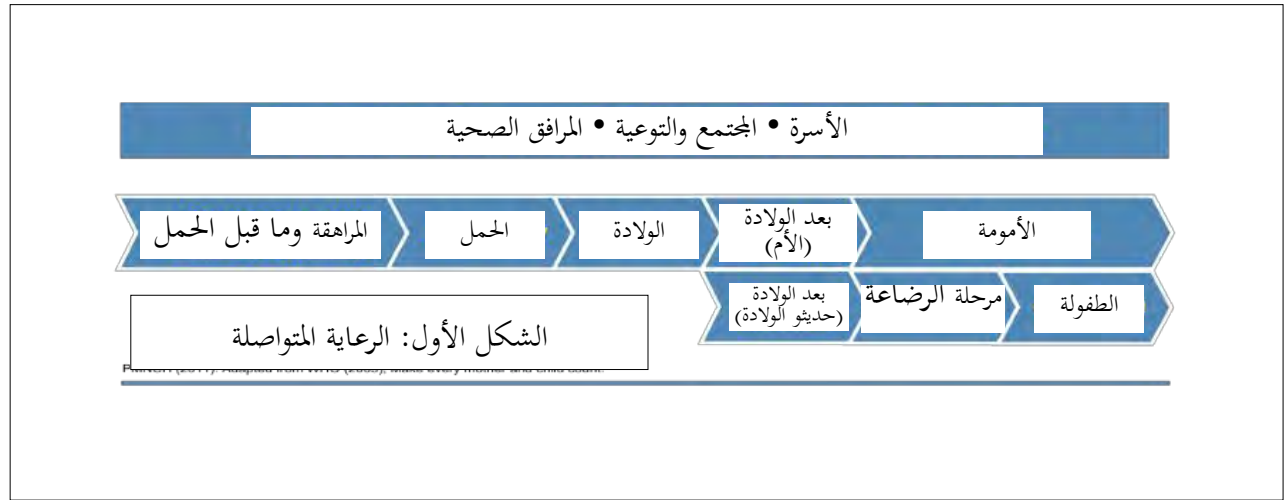 الأسرة • المجتمع والتوعية • المرافق الصحية
المراهقة وما قبل الحمل
الحمل
الولادة
بعد الولادة
(الأم)
الأمومة
بعد الولادة
(حديثو الولادة)
مرحلة الرضاعة
الطفولة
الشكل الأول: الرعاية المتواصلة